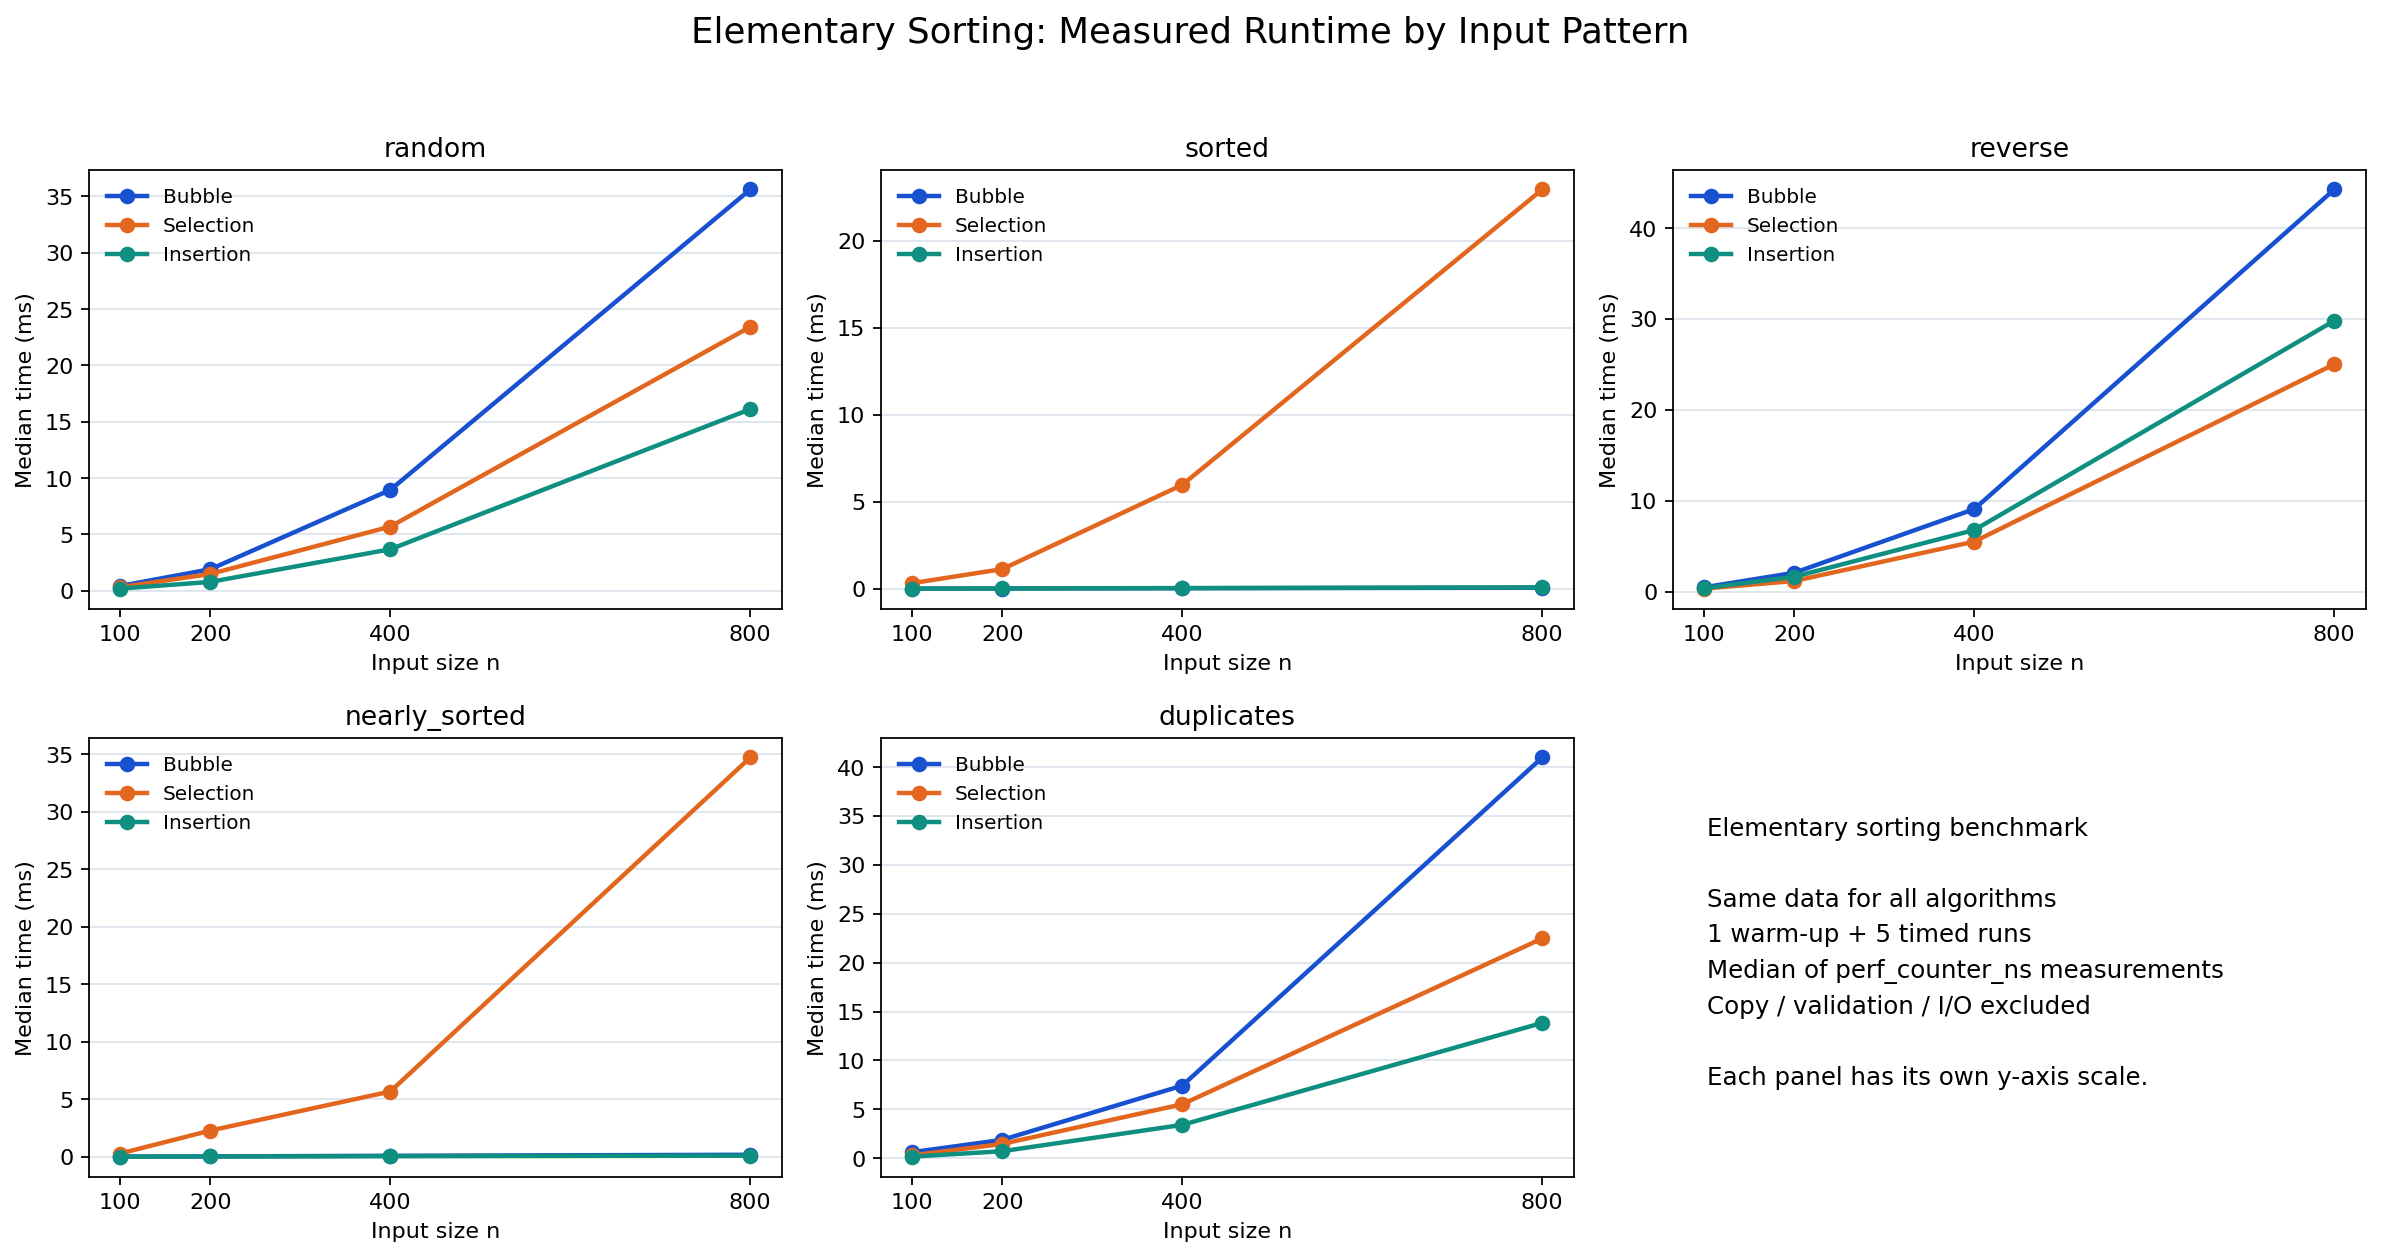 Elementary Sorting: Measured Runtime by Input Pattern
random
Median time (ms)
35
30
25
20
15
10
5
0
Bubble
Selection
Insertion
100 200 400 800
Input size n
sorted
Median time (ms)
20
15
10
5
0
Bubble
Selection
Insertion
100 200 400 800
Input size n
reverse
Median time (ms)
40
30
20
10
0
Bubble
Selection
Insertion
100 200 400 800
Input size n
nearly_sorted
Median time (ms)
35
30
25
20
15
10
5
0
Bubble
Selection
Insertion
100 200 400 800
Input size n
duplicates
Median time (ms)
40
35
30
25
20
15
10
5
0
Bubble
Selection
Insertion
100 200 400 800
Input size n
Elementary sorting benchmark
Same data for all algorithms
1 warm-up + 5 timed runs
Median of perf_counter_ns measurements
Copy / validation / I/O excluded
Each panel has its own y-axis scale.